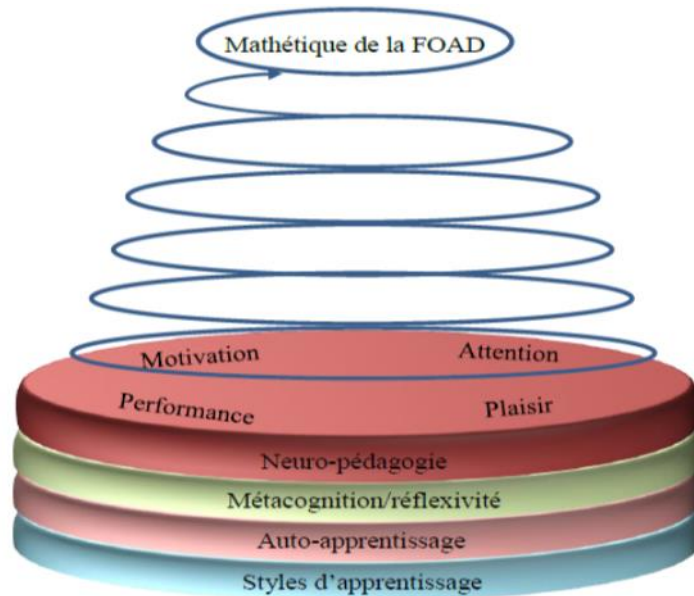 Mathétique de la FOAD
Motivation
Attention
Performance
Plaisir
Neuro-pédagogie
Métacognition/réflexivité
Auto-apprentissage
Styles d'apprentissage